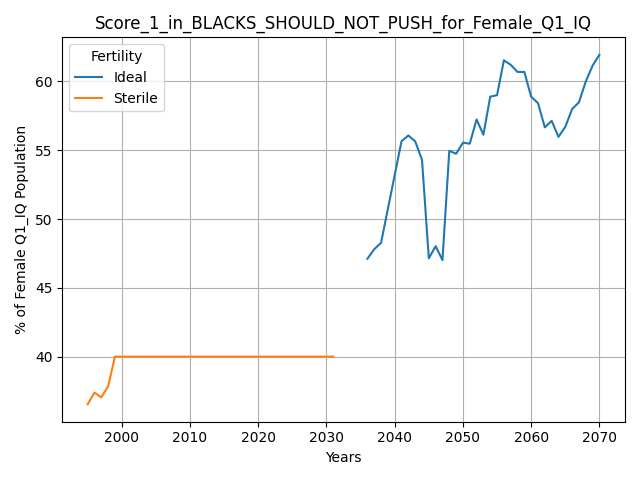 Score_1_in_BLACKS_SHOULD_NOT_PUSH_for_Female_Q1_IQ
Fertility
Ideal
Sterile
% of Female Q1_IQ Population
60
55
50
45
40
2000
2010
2020
2030
2040
2050
2060
2070
Years